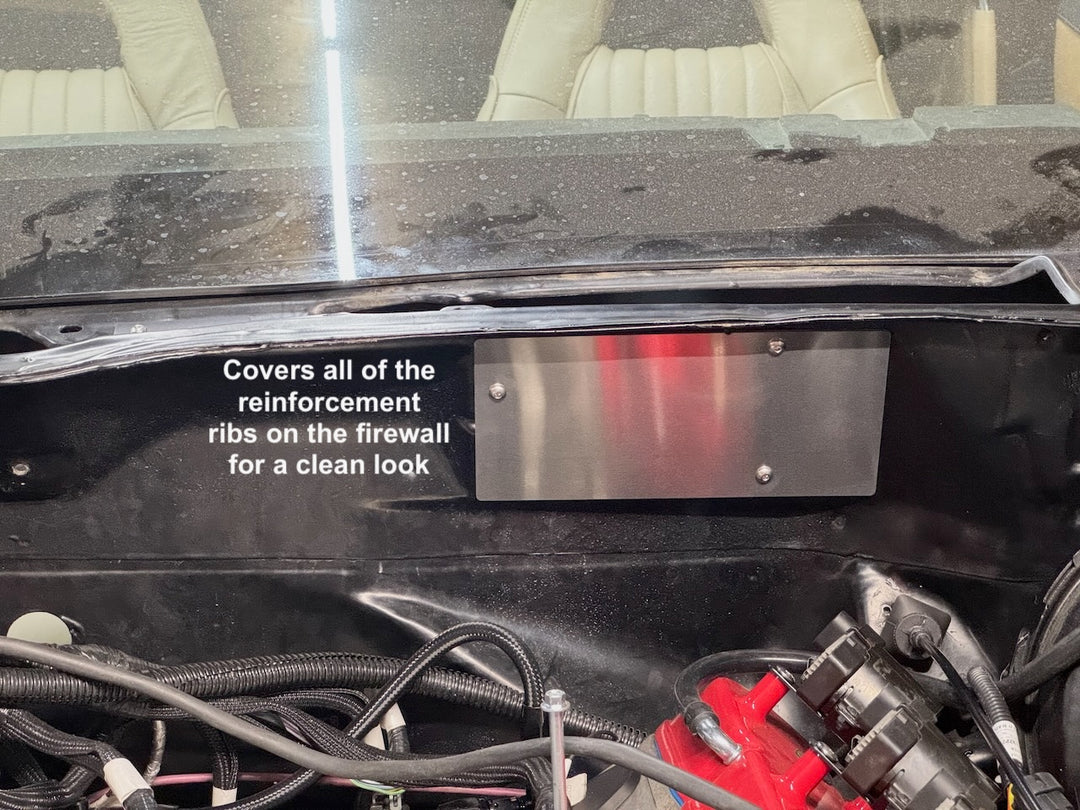 Covers all of the
reinforcement
ribs on the firewall
for a clean look